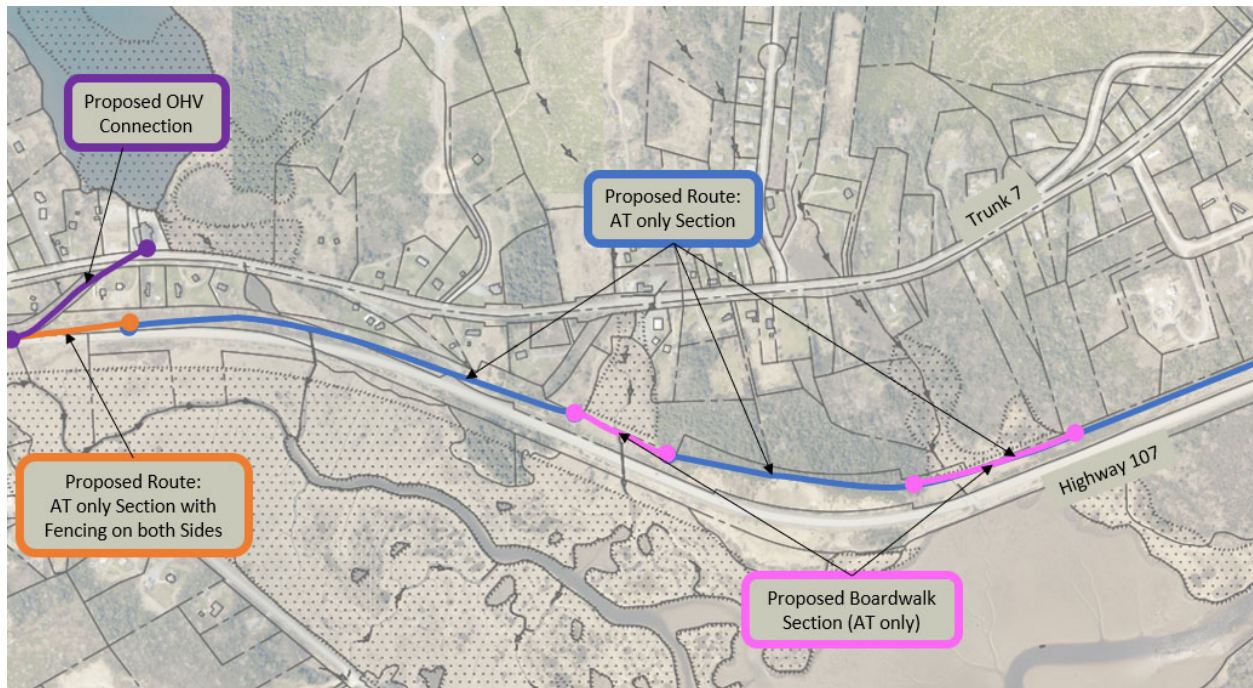 Proposed OHV
Connection
Proposed Route:
AT only Section
Trunk 7
Highway 107
Proposed Route:
AT only Section with
Fencing on both Sides
Proposed Boardwalk
Section (AT only)